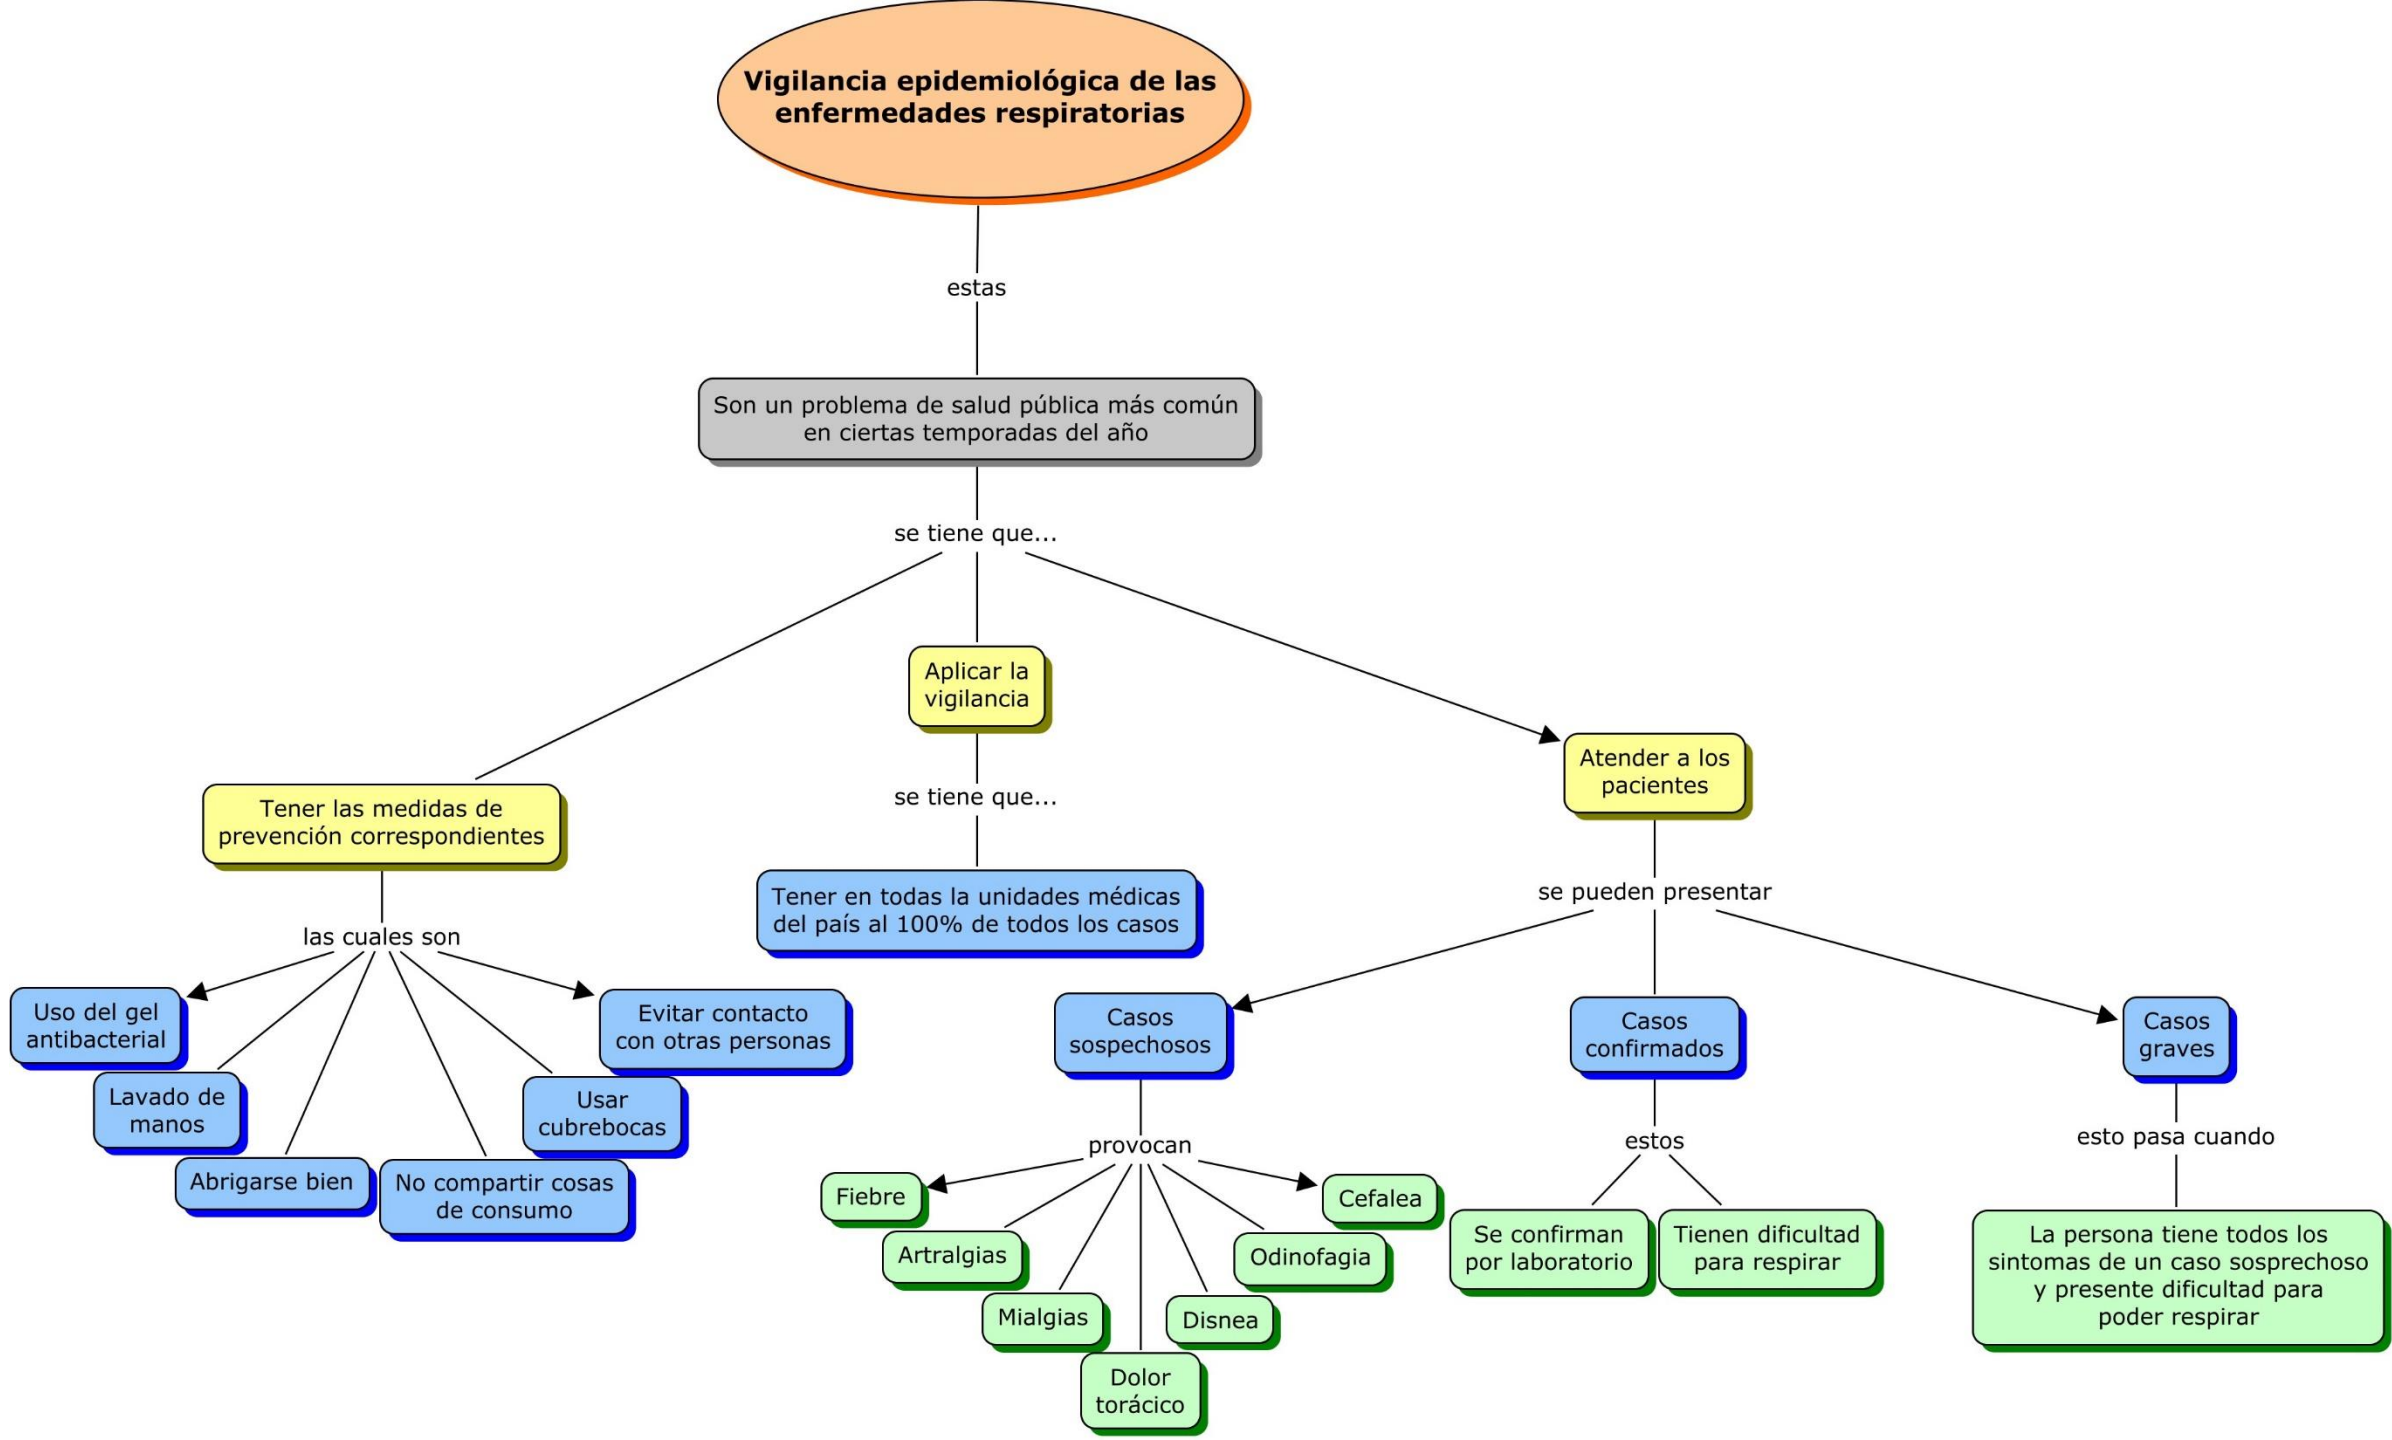 Vigilancia epidemiológica de las
enfermedades respiratorias
estas
Son un problema de salud pública más común
en ciertas temporadas del año
se tiene que...
Tener las medidas de
prevención correspondientes
las cuales son
Uso del gel
antibacterial
Lavado de
manos
Abrigarse bien
No compartir cosas
de consumo
Usar
cubrebocas
Evitar contacto
con otras personas
Aplicar la
vigilancia
se tiene que...
Tener en todas la unidades médicas
del país al 100% de todos los casos
Atender a los
pacientes
se pueden presentar
Casos
sospechosos
provocan
Fiebre
Artralgias
Mialgias
Dolor
torácico
Disnea
Odinofagia
Cefalea
Casos
confirmados
estos
Se confirman
por laboratorio
Tienen dificultad
para respirar
Casos
graves
esto pasa cuando
La persona tiene todos los
sintomas de un caso sosprechoso
y presente dificultad para
poder respirar